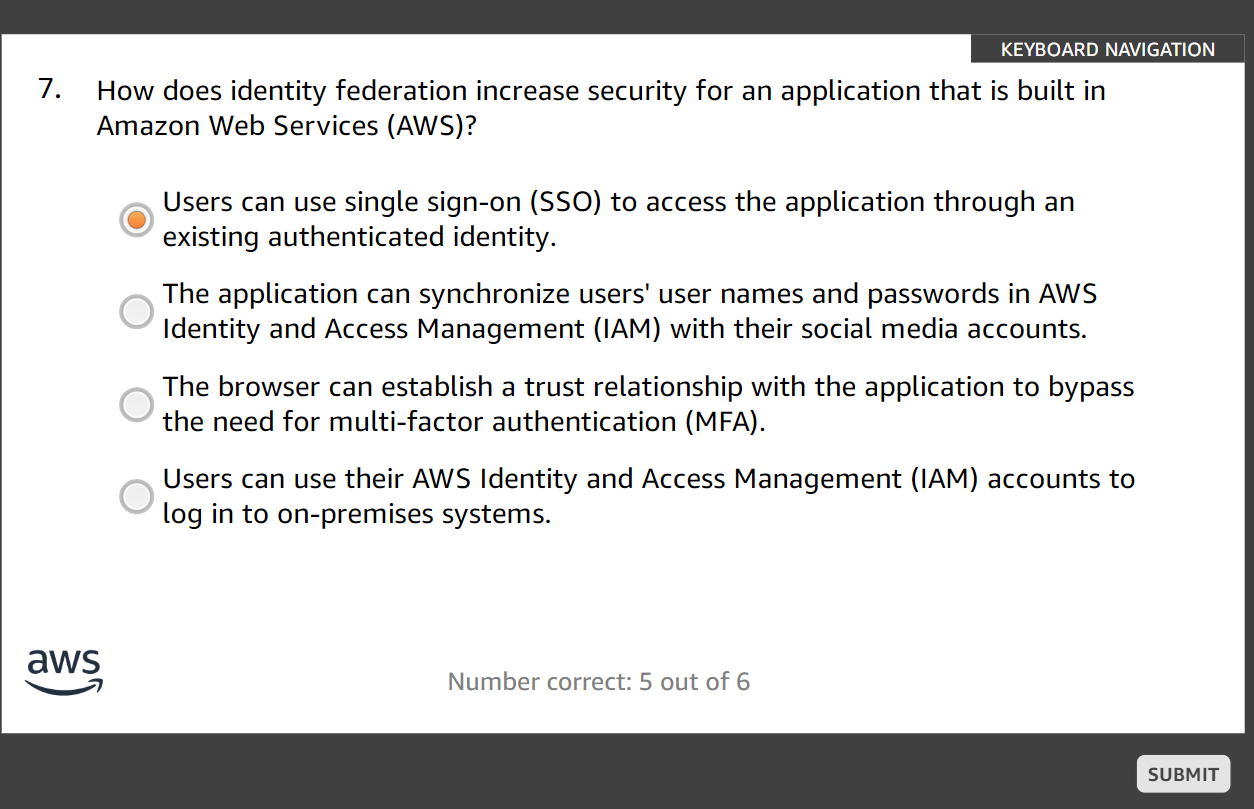 KEYBOARD NAVIGATION
7. How does identity federation increase security for an application that is built in
Amazon Web Services (AWS)?
Users can use single sign-on (SSO) to access the application through an
existing authenticated identity.
The application can synchronize users' user names and passwords in AWS
Identity and Access Management (IAM) with their social media accounts.
The browser can establish a trust relationship with the application to bypass
the need for multi-factor authentication (MFA).
Users can use their AWS Identity and Access Management (IAM) accounts to
log in to on-premises systems.
aws
Number correct: 5 out of 6
SUBMIT